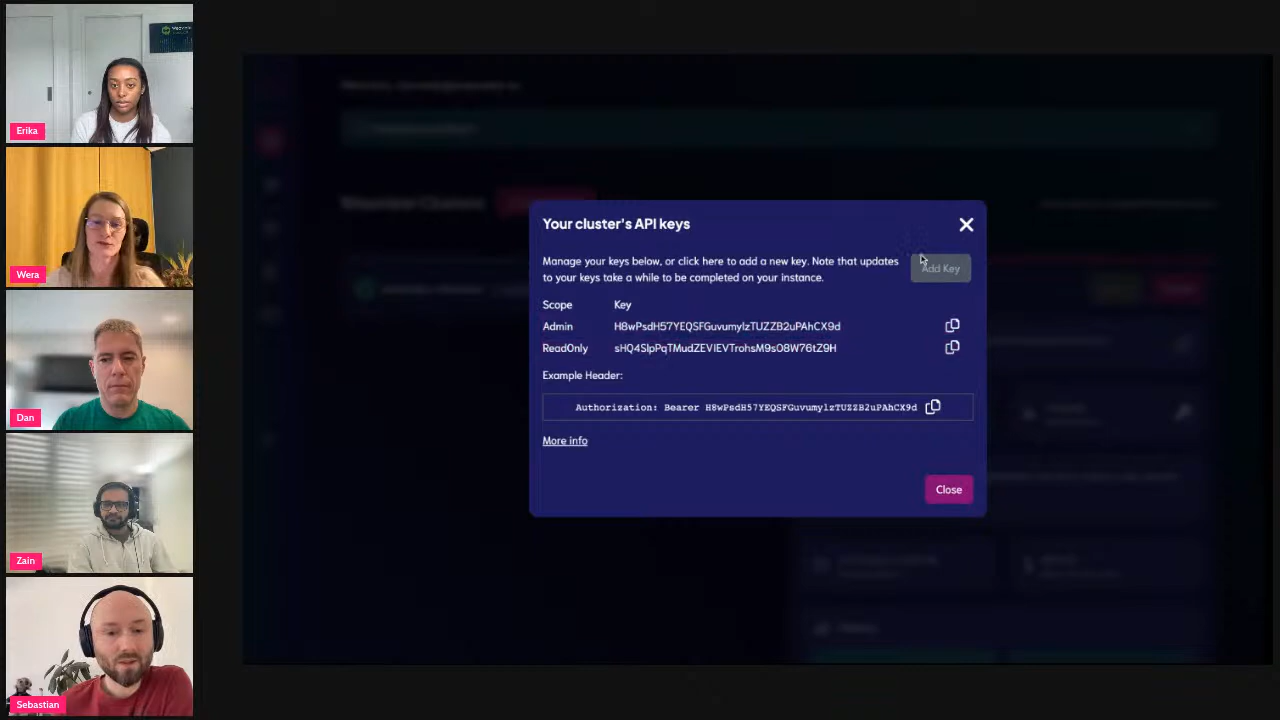 Erika
Wera
Dan
Zain
Sebastian
Your cluster's API keys
Manage your keys below, or click here to add a new key. Note that updates
to your keys take a while to be completed on your instance.
Add Key
Scope Key
Admin H8wPsdH57YEQSFGuvumylzTUZZB2uPAhCX9d
ReadOnly sHQ4SlpPqTMudZEVIEVTrohsM9sO8W76tZ9H
Example Header:
Authorization: Bearer H8wPsdH57YEQSFGuvumylzTUZZB2uPAhCX9d
More info
Close